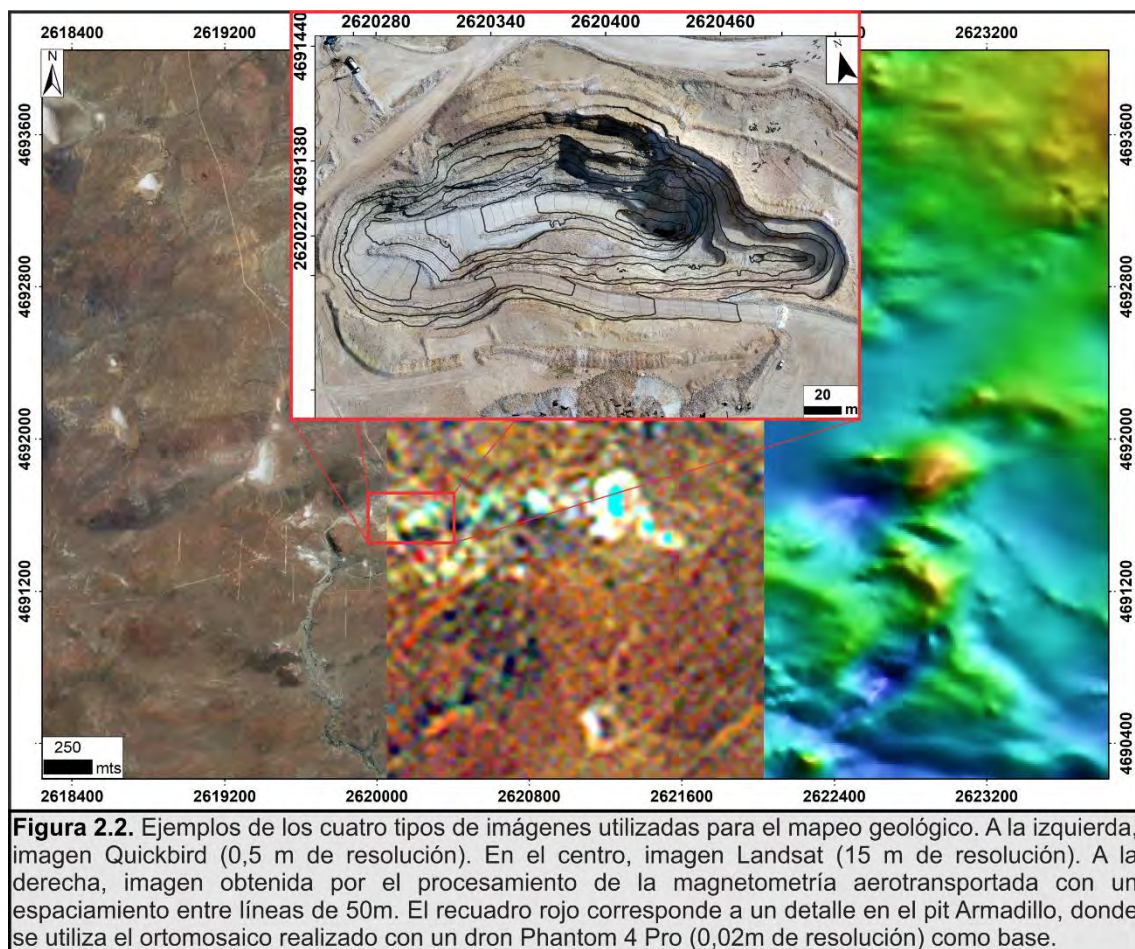 2620280 2620340 2620400 2620460
2618400 2619200 2623200
N
N
4691440
4691380
2620220
4693600
4692800
4692000
4691200
4693600
4692800
4692000
4691200
4690400
20
m
250
mts
2618400 2619200 2620000 2620800 2621600 2622400 2623200
Figura 2.2. Ejemplos de los cuatro tipos de imágenes utilizadas para el mapeo geológico. A la izquierda,
imagen Quickbird (0,5 m de resolución). En el centro, imagen Landsat (15 m de resolución). A la
derecha, imagen obtenida por el procesamiento de la magnetometría aerotransportada con un
espaciamiento entre líneas de 50m. El recuadro rojo corresponde a un detalle en el pit Armadillo, donde
se utiliza el ortomosaico realizado con un dron Phantom 4 Pro (0,02m de resolución) como base.